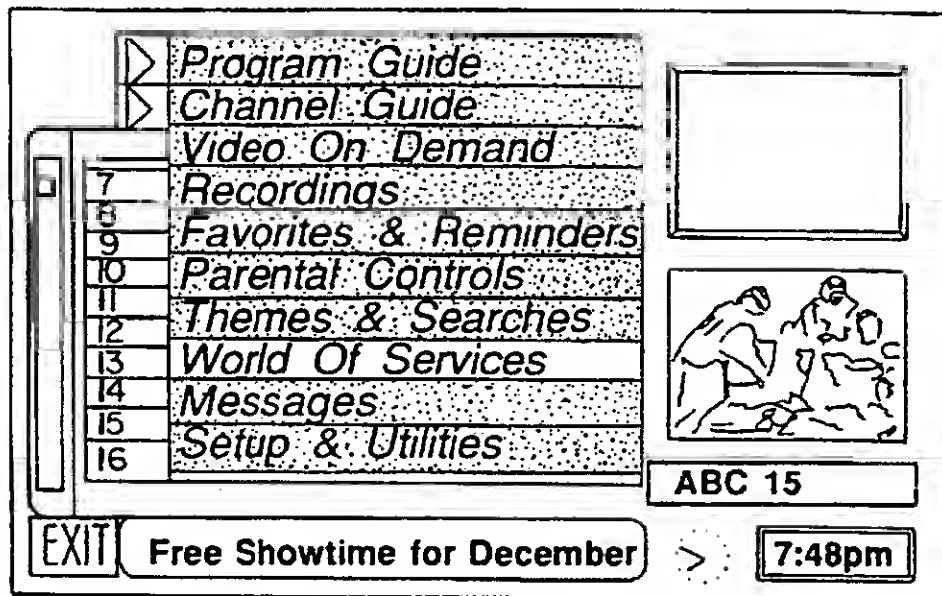 Program Guide
Channel Guide
Video On Demand
7 Recordings
8
9 Favorites & Reminders
10 Parental Controls
11
12 Themes & Searches
13 World Of Services
14 Messages
15
16 Setup & Utilities
ABC 15
EXIT Free Showtime for December > 7:48pm